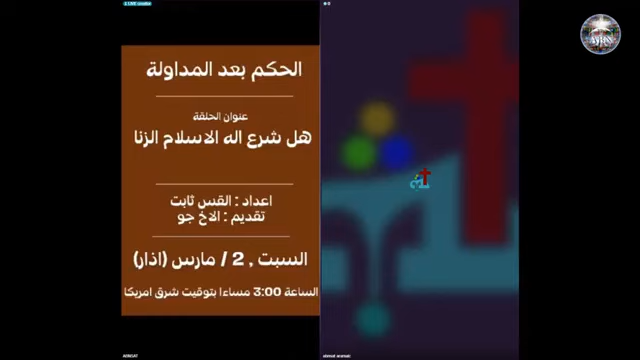 الحكم بعد المداولة
عنوان الحلقة
هل شرع اله الاسلام الزنا
اعداد : القس ثابت
تقديم : الاخ جو
السبت , 2 / مارس (اذار)
الساعة 3:00 مساءا بتوقيت شرق امريكا